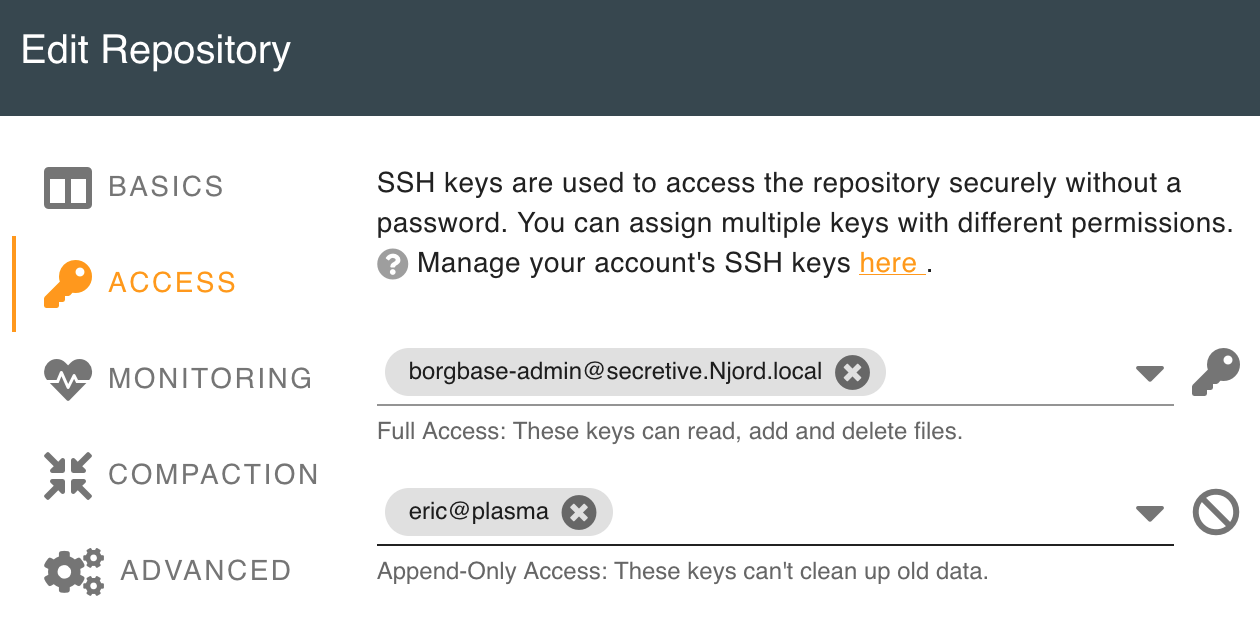 Edit Repository
BASICS
ACCESS
MONITORING
COMPACTION
ADVANCED
SSH keys are used to access the repository securely without a
password. You can assign multiple keys with different permissions.
? Manage your account's SSH keys here .
borgbase-admin@secretive.Njord.local
Full Access: These keys can read, add and delete files.
eric@plasma
Append-Only Access: These keys can't clean up old data.